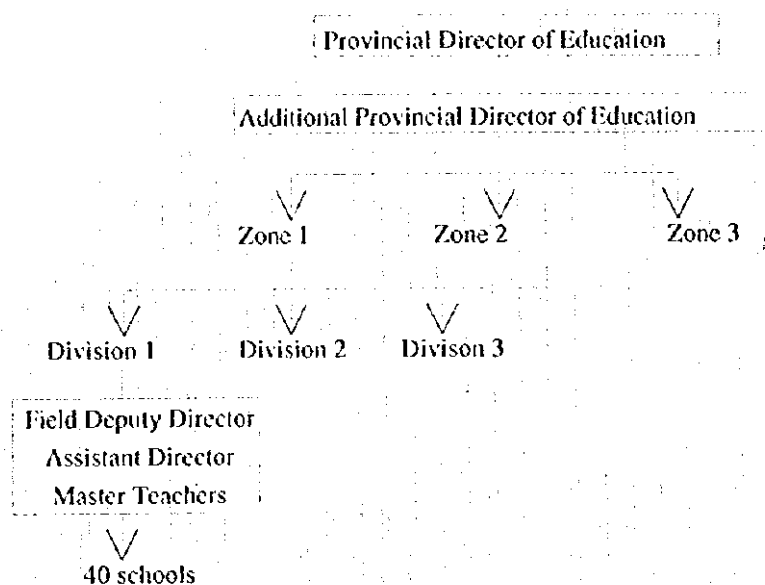 Provincial Director of Education
Additional Provincial Director of Education
Zone 1 Zone 2 Zone 3
Division 1 Division 2 Divison 3
Field Deputy Director
Assistant Director
Master Teachers
40 schools